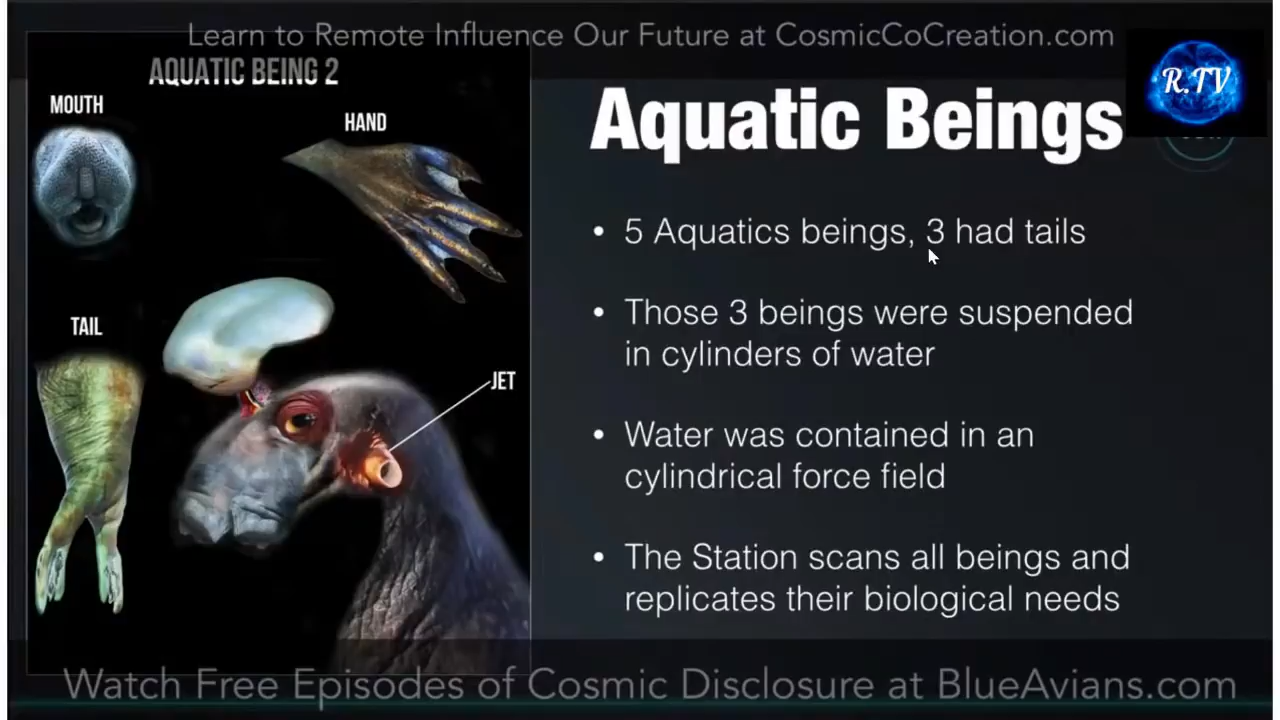 Learn to Remote Influence Our Future at CosmicCoCreation.com
AQUATIC BEING 2
MOUTH
HAND
TAIL
JET
R.TV
Aquatic Beings
• 5 Aquatics beings, 3 had tails
• Those 3 beings were suspended
in cylinders of water
• Water was contained in an
cylindrical force field
• The Station scans all beings and
replicates their biological needs
Watch Free Episodes of Cosmic Disclosure at BlueAvians.com